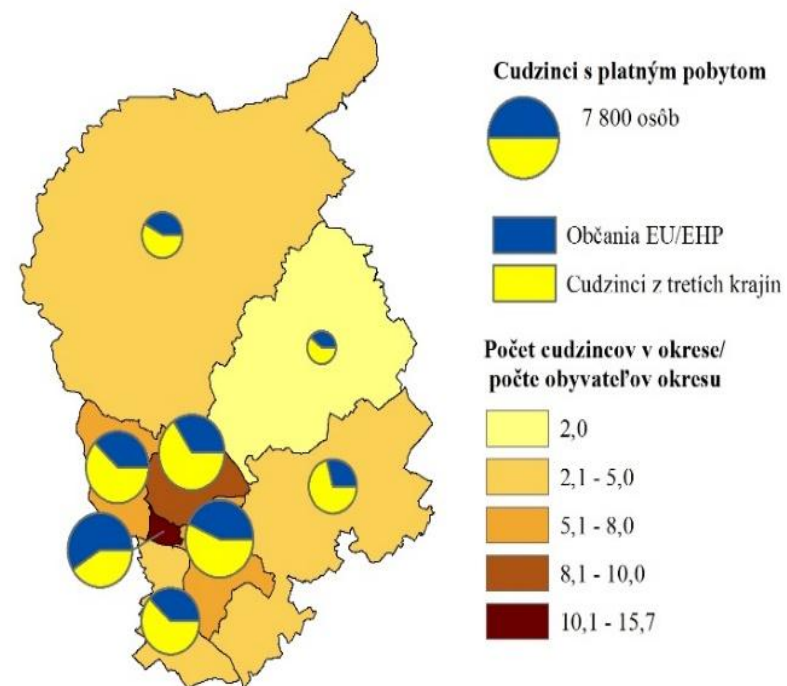 Cudzinci s platným pobytom
7 800 osôb
Občania EU/EHP
Cudzinci z tretích krajín
Počet cudzincov v okrese/
počte obyvateľov okresu
2,0
2,1 - 5,0
5,1 - 8,0
8,1 - 10,0
10,1 - 15,7